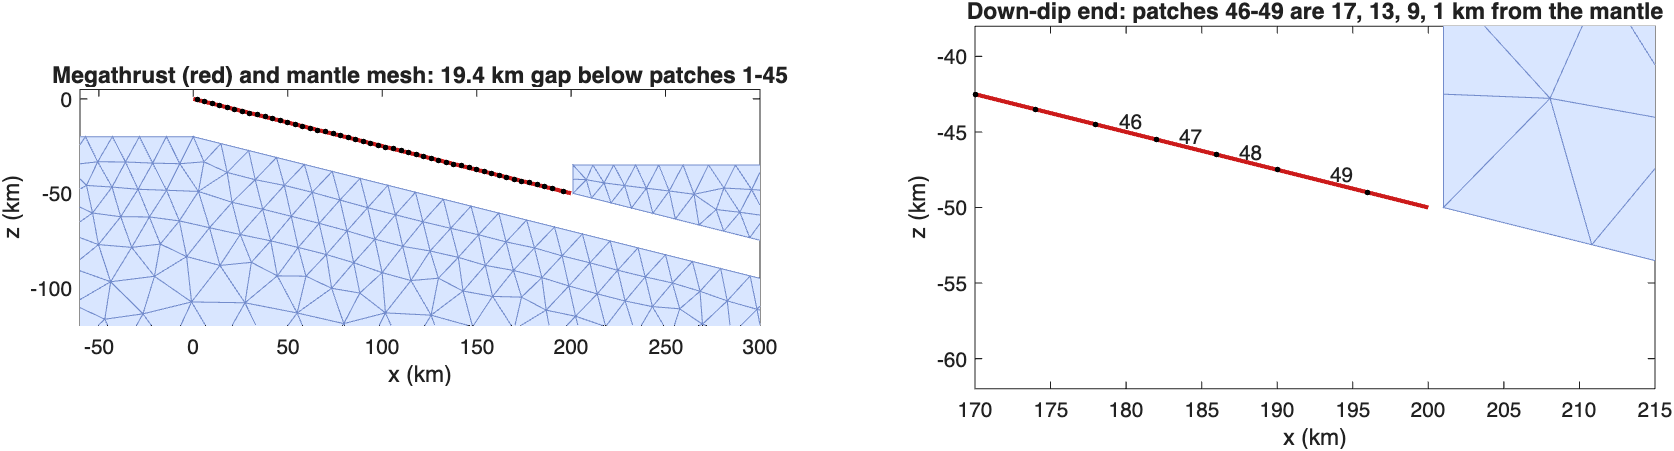 Megathrust (red) and mantle mesh: 19.4 km gap below patches 1-45
0
-50
-100
z (km)
-50 0 50 100 150 200 250 300
x (km)
Down-dip end: patches 46-49 are 17, 13, 9, 1 km from the mantle
-40
-45
-50
-55
-60
z (km)
46
47
48
49
170 175 180 185 190 195 200 205 210 215
x (km)